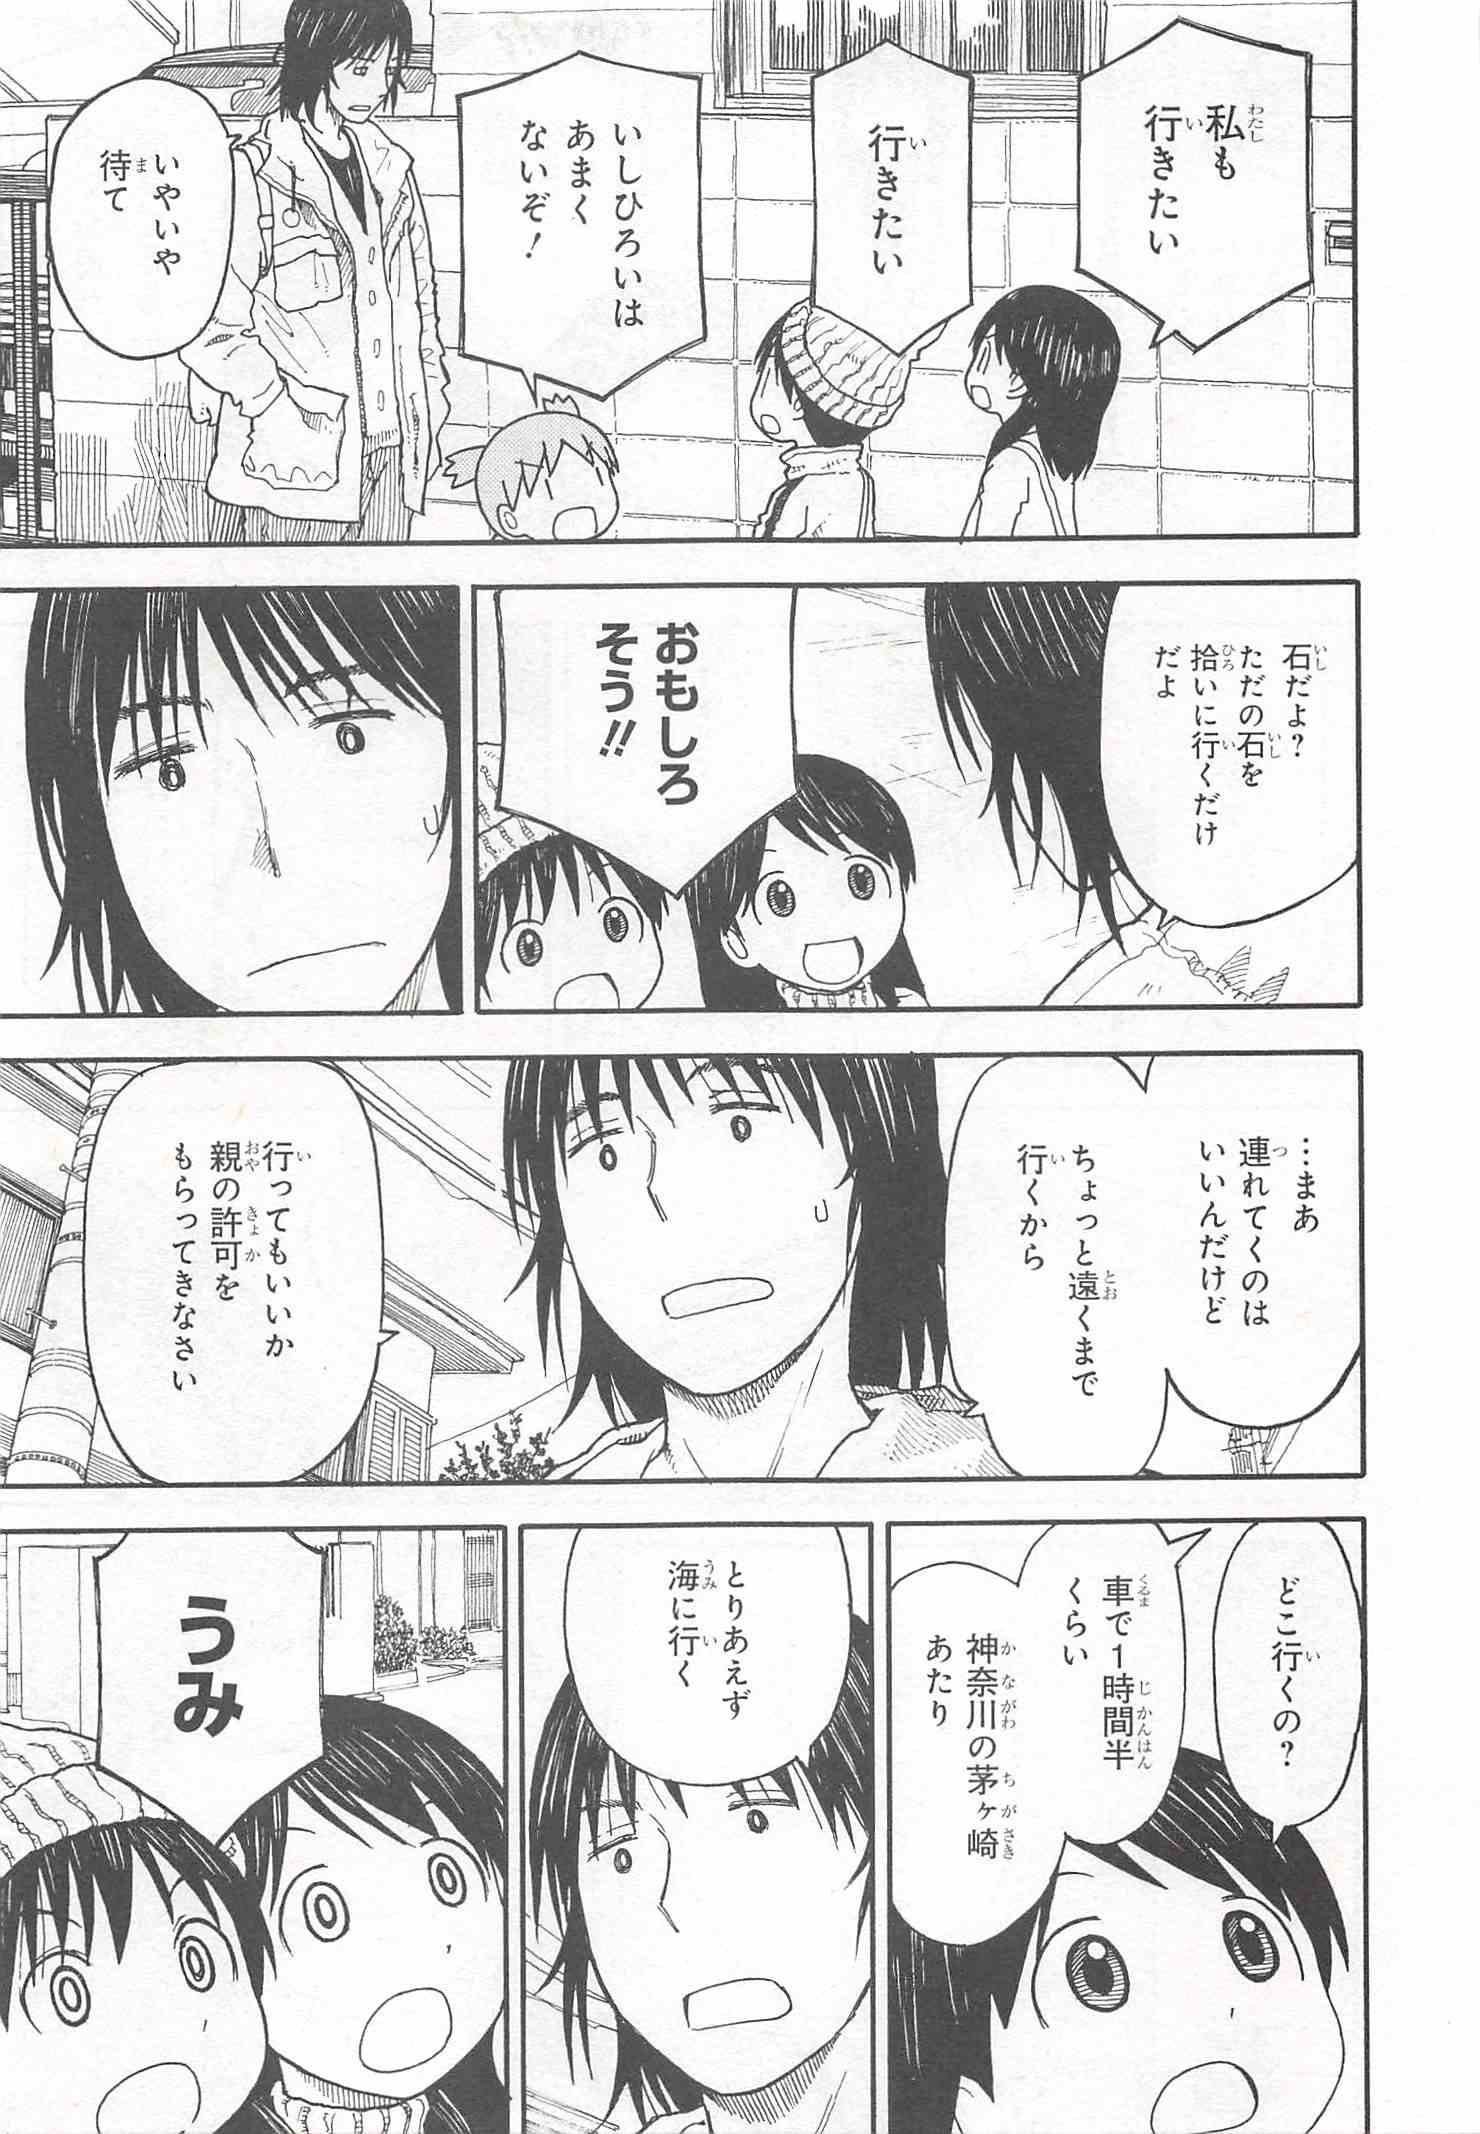 私も
行きたい
行きたい
いしひろいは
あまく
ないぞ！
いやいや
待て
石だよ？
ただの石を
拾いに行くだけ
だよ
おもしろ
そう!!
…まあ
連れてくのは
いいんだけど
ちょっと遠くまで
行くから
行ってもいいか
親の許可を
もらってきなさい
どこ行くの？
車で1時間半
くらい
神奈川の茅ヶ崎
あたり
とりあえず
海に行く
うみ